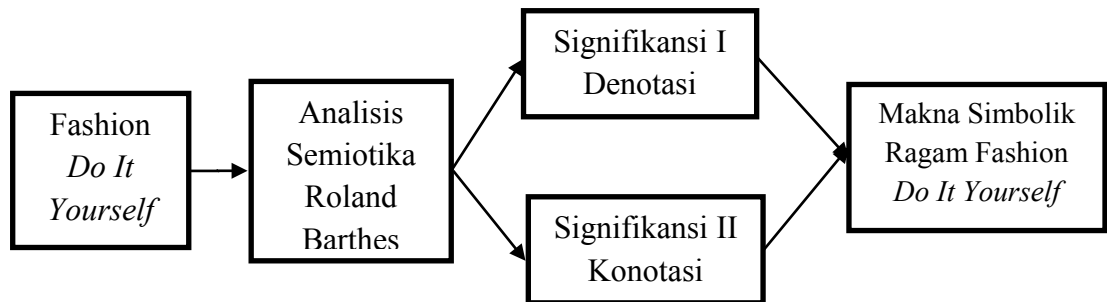 Fashion
Do It
Yourself
Analisis
Semiotika
Roland
Barthes
Signifikansi I
Denotasi
Signifikansi II
Konotasi
Makna Simbolik
Ragam Fashion
Do It Yourself